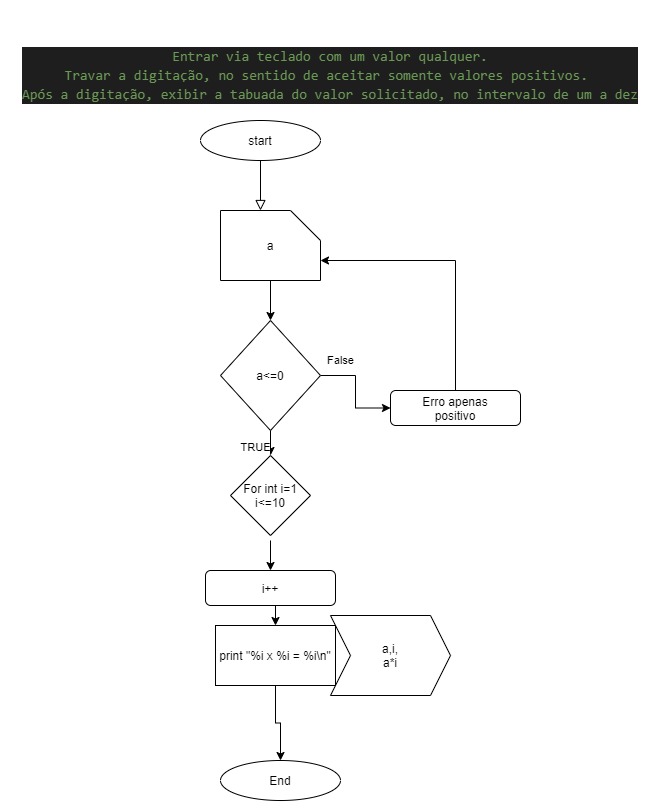 Entrar via teclado com um valor qualquer.
Travar a digitação, no sentido de aceitar somente valores positivos.
Após a digitação, exibir a tabuada do valor solicitado, no intervalo de um a dez
start
a
False
a<=0
Erro apenas
positivo
TRUE
For int i=1
i<=10
i++
print "%i x %i = %i\n"
a,i,
a*i
End